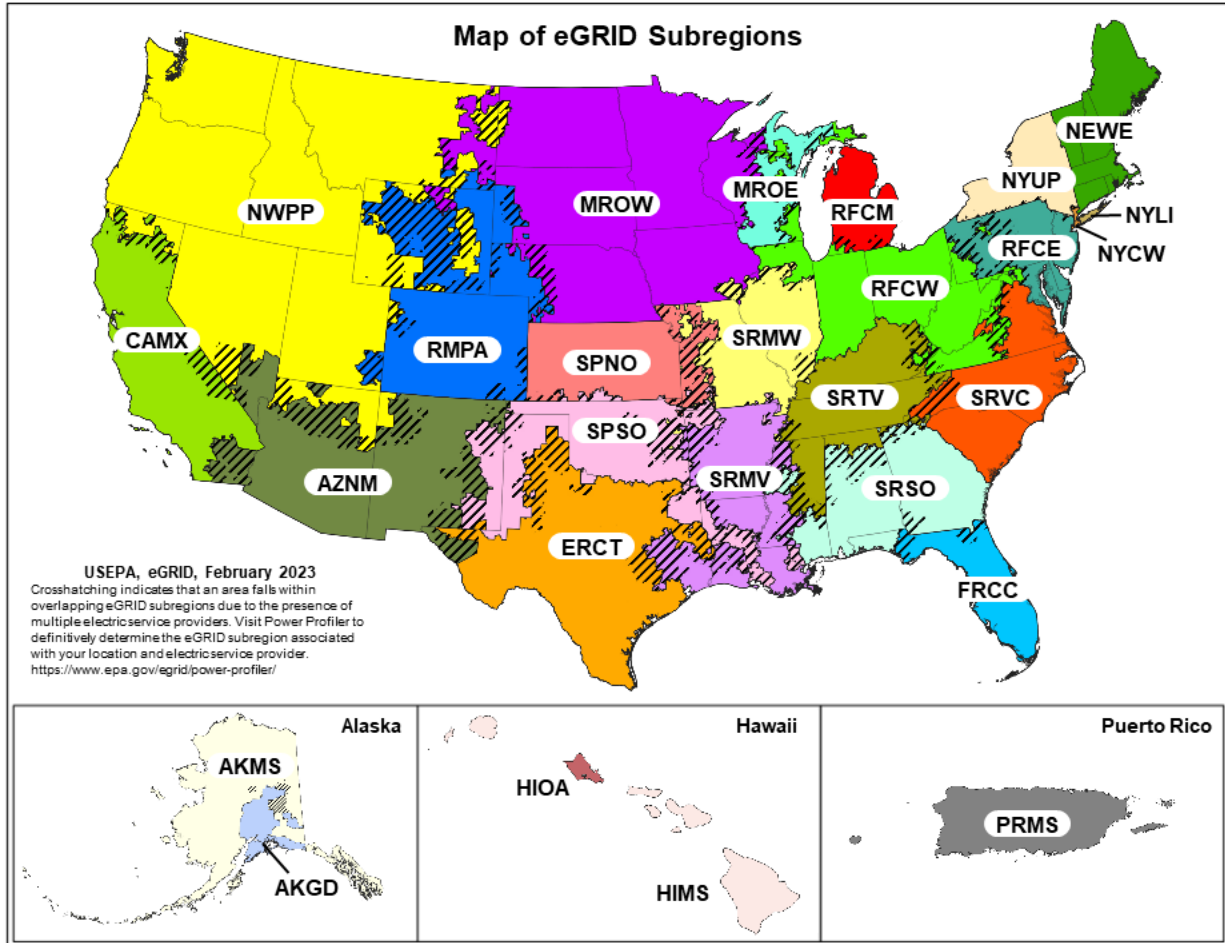 Map of eGRID Subregions
NEWE
NYUP
MROE
NWPP
MROW
RFCM
NYLI
RFCE
NYCW
RFCW
CAMX
RMPA
SRMW
SPNO
SRTV
SRVC
SPSO
AZNM
SRMV
SRSO
ERCT
FRCC
USEPA, eGRID, February 2023
Crosshatching indicates that an area falls within
overlapping eGRID subregions due to the presence of
multiple electric service providers. Visit Power Profiler to
definitively determine the eGRID subregion associated
with your location and electric service provider.
https://www.epa.gov/egrid/power-profiler/
Alaska
AKMS
AKGD
Hawaii
HIOA
HIMS
Puerto Rico
PRMS